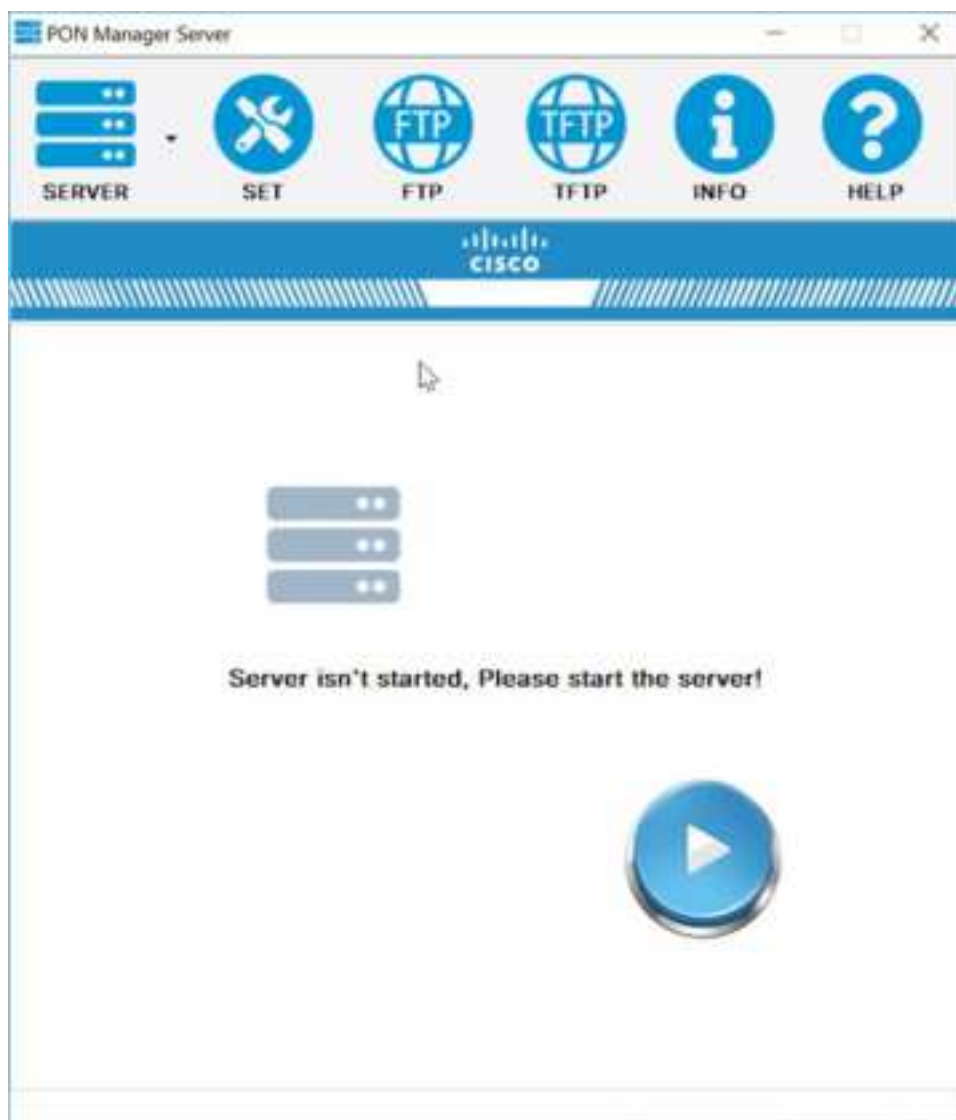 PON Manager Server
SERVER SET FTP TFTP INFO HELP
FTP TFTP
CISCO
Server isn't started, Please start the server!